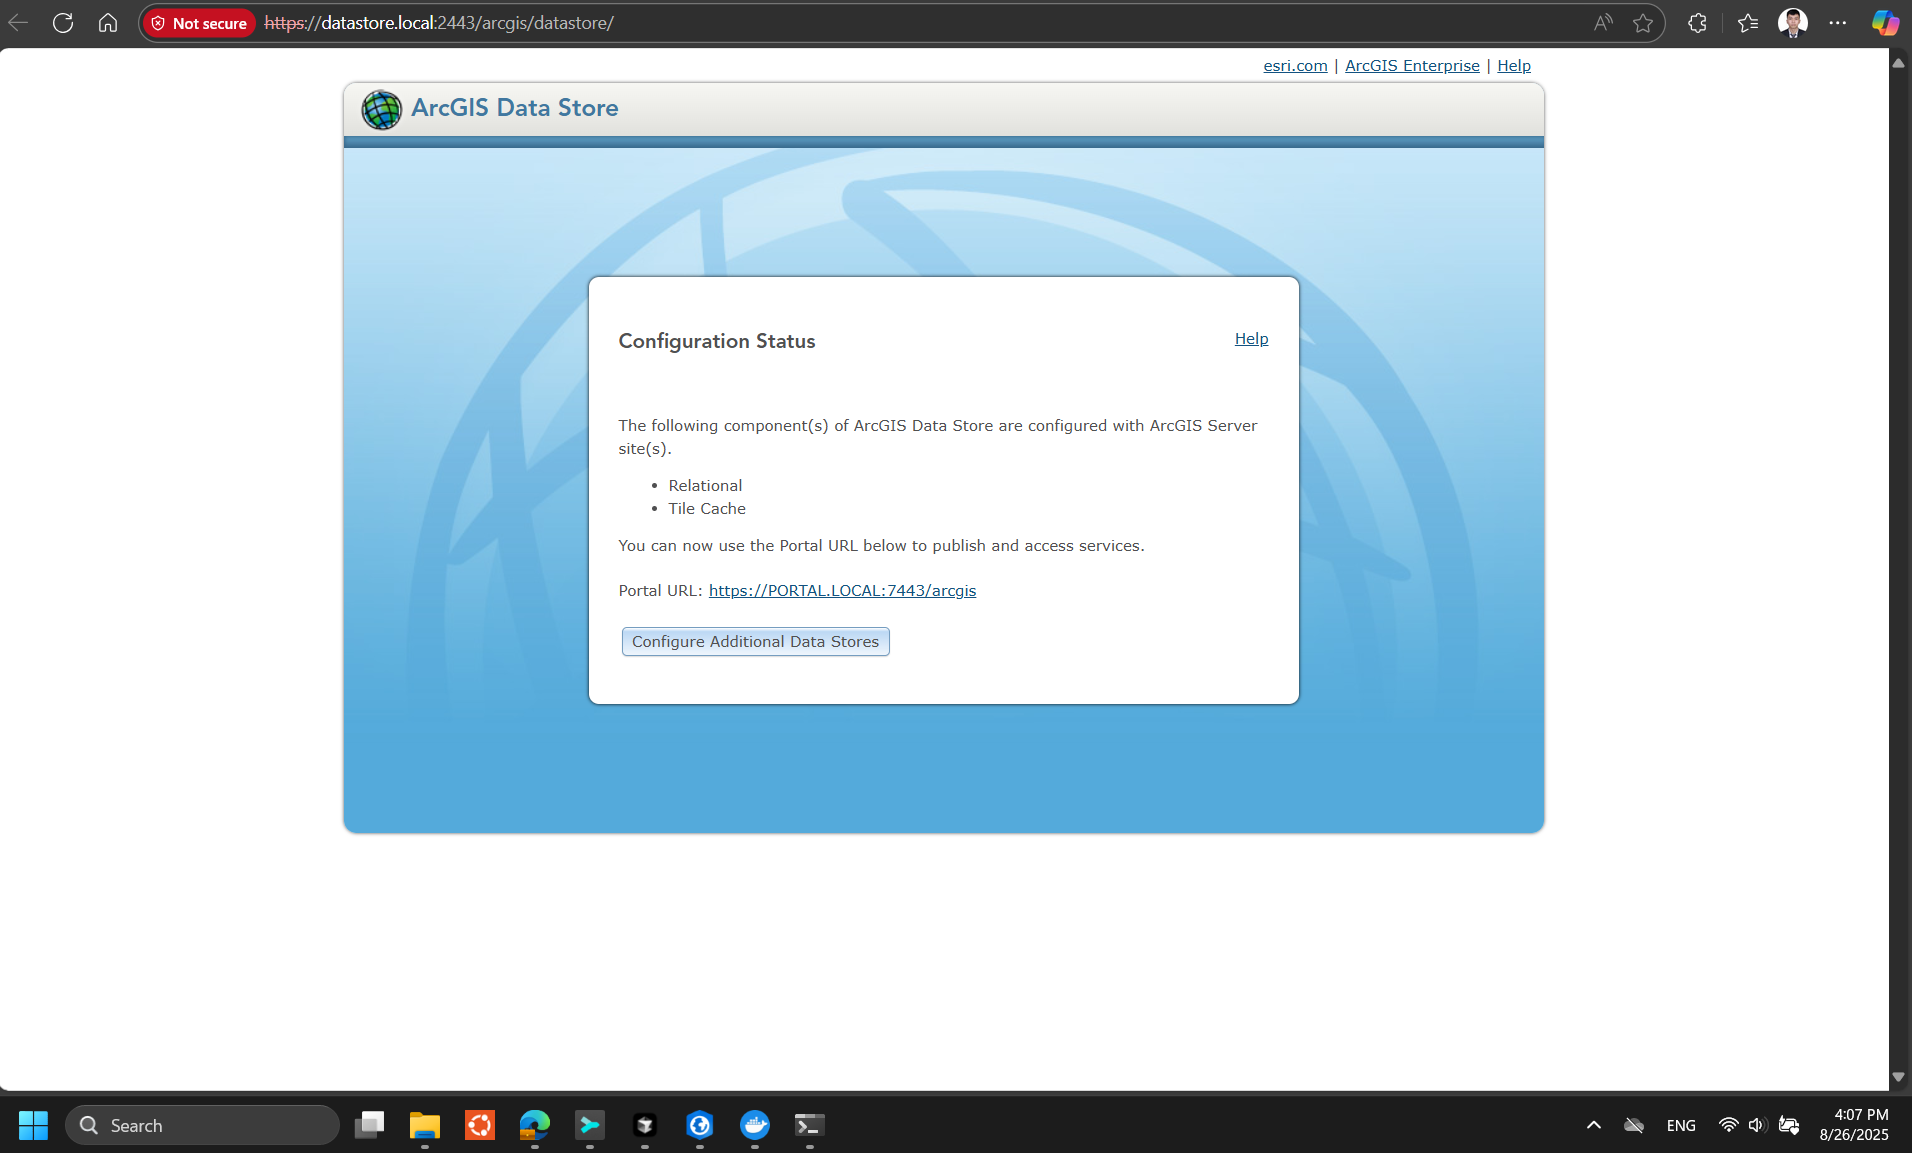 Not secure
https://datastore.local:2443/arcgis/datastore/
esri.com | ArcGIS Enterprise | Help
ArcGIS Data Store
Configuration Status
Help
The following component(s) of ArcGIS Data Store are configured with ArcGIS Server
site(s).
• Relational
• Tile Cache
You can now use the Portal URL below to publish and access services.
Portal URL: https://PORTAL.LOCAL:7443/arcgis
Configure Additional Data Stores
Search
ENG
4:07 PM
8/26/2025